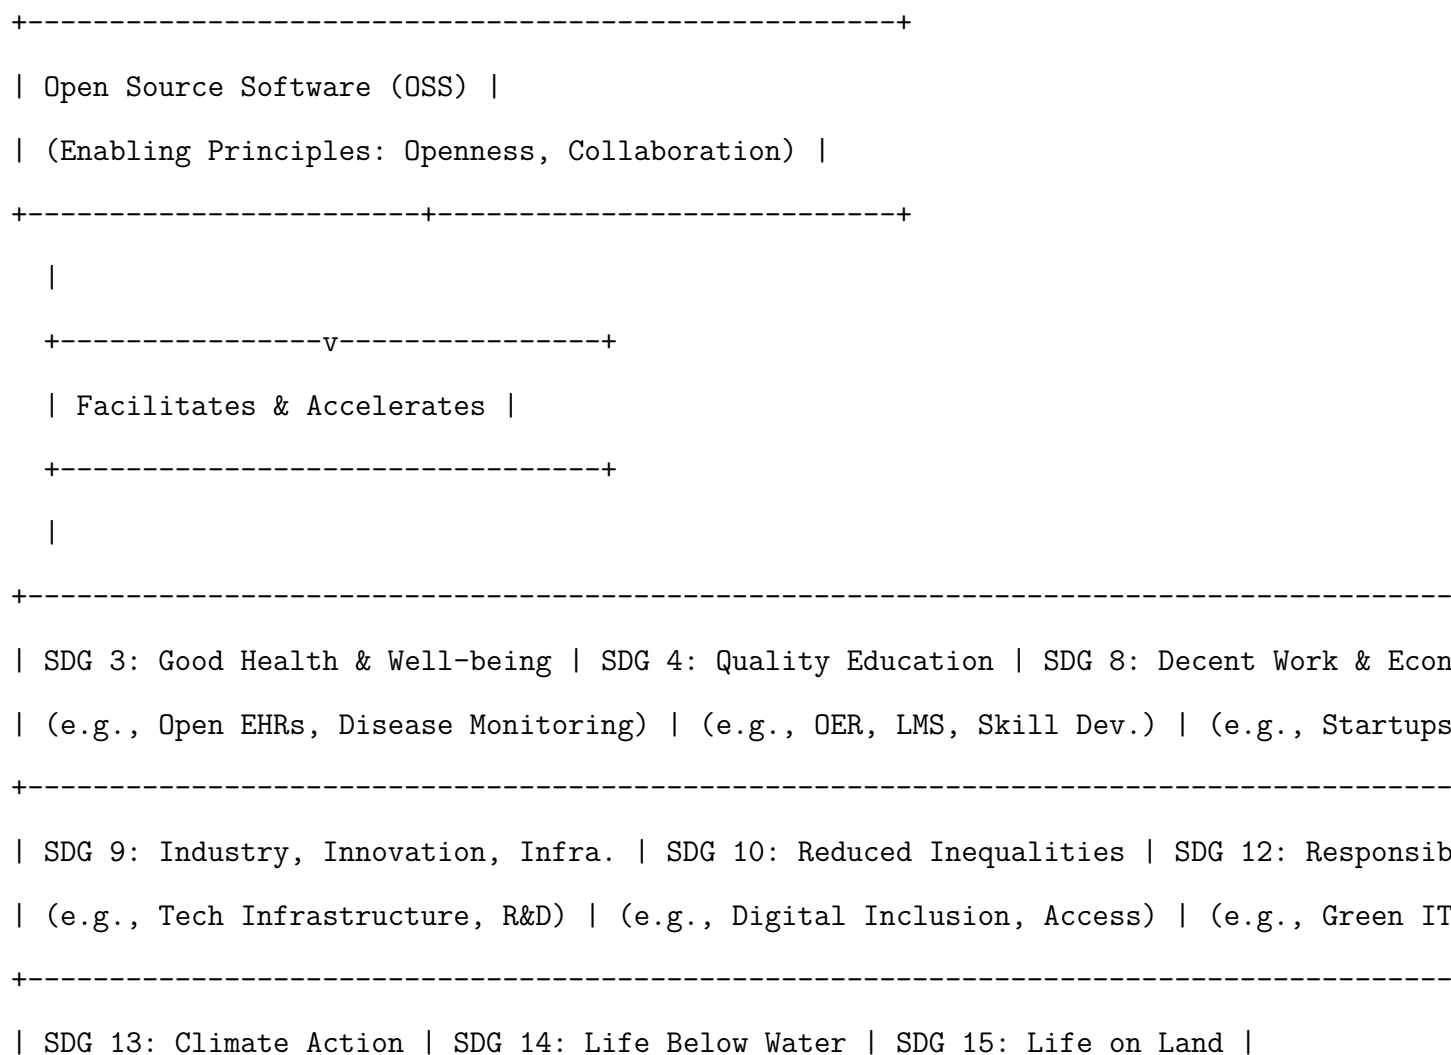 +-----------------------------------------------------+
| Open Source Software (OSS) |
| (Enabling Principles: Openness, Collaboration) |
+------------------------+----------------------------+
|
+----------------v----------------+
| Facilitates & Accelerates |
+---------------------------------+
|
+---------------------------------------------------------------------------------------
| SDG 3: Good Health & Well-being | SDG 4: Quality Education | SDG 8: Decent Work & Econ
| (e.g., Open EHRs, Disease Monitoring) | (e.g., OER, LMS, Skill Dev.) | (e.g., Startups
+---------------------------------------------------------------------------------------
| SDG 9: Industry, Innovation, Infra. | SDG 10: Reduced Inequalities | SDG 12: Responsib
| (e.g., Tech Infrastructure, R&D) | (e.g., Digital Inclusion, Access) | (e.g., Green IT
+---------------------------------------------------------------------------------------
| SDG 13: Climate Action | SDG 14: Life Below Water | SDG 15: Life on Land |